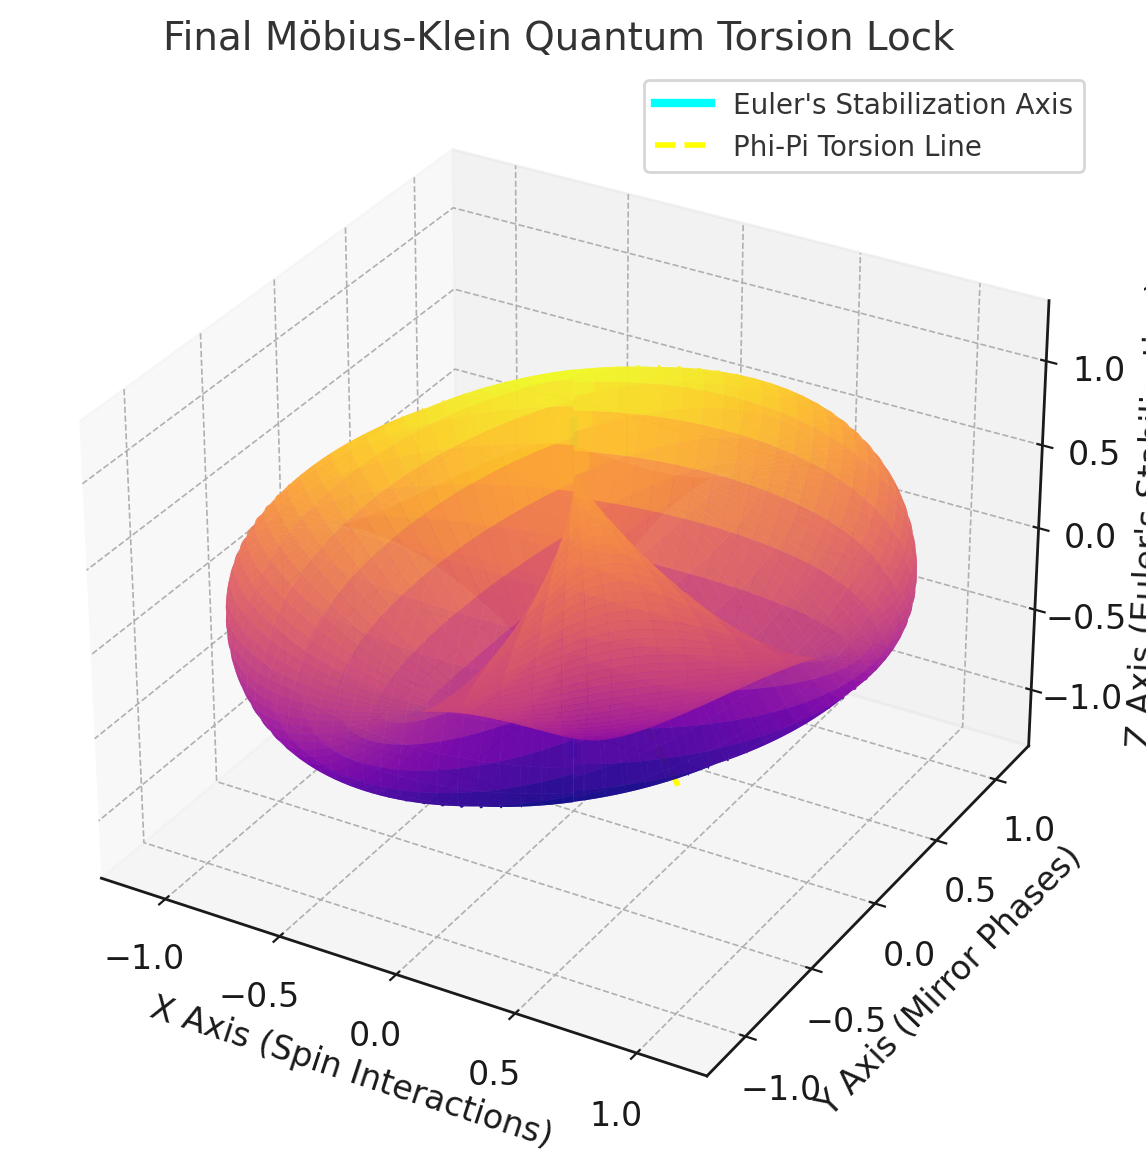 Final Möbius-Klein Quantum Torsion Lock
Euler's Stabilization Axis
Phi-Pi Torsion Line
1.0
0.5
0.0
−0.5
−1.0
Z Axis (Euler's
1.0
0.5
0.0
−0.5
−1.0
Y Axis (Mirror Phases)
−1.0
−0.5
0.0
0.5
1.0
X Axis (Spin Interactions)